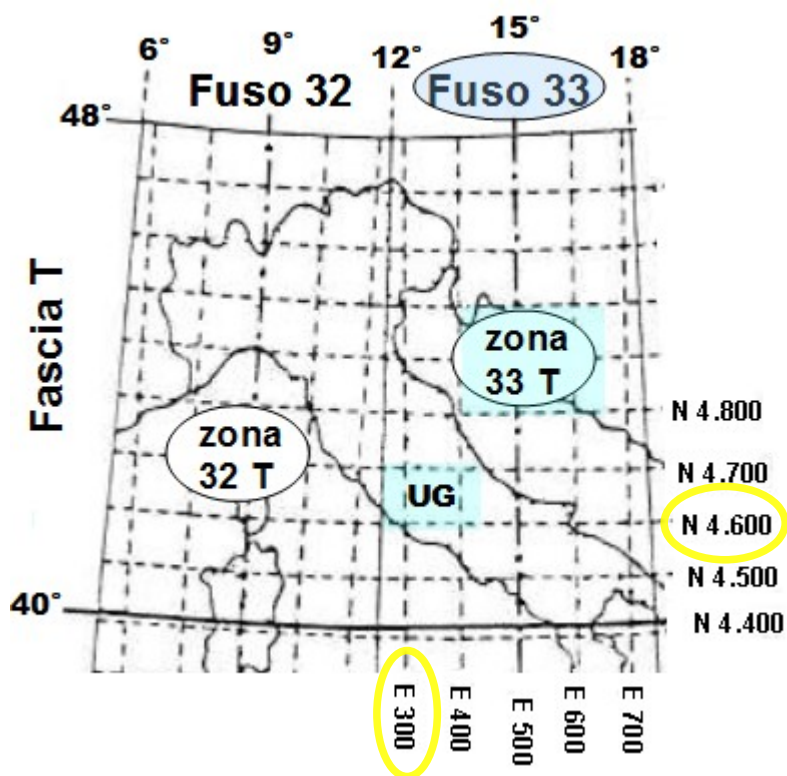 6° 9° 12° 15° 18°
Fuso 32 Fuso 33
48°
Fascia T
zona
33 T
zona
32 T
UG
N 4.800
N 4.700
N 4.600
N 4.500
N 4.400
40°
E 300 E 400 E 500 E 600 E 700